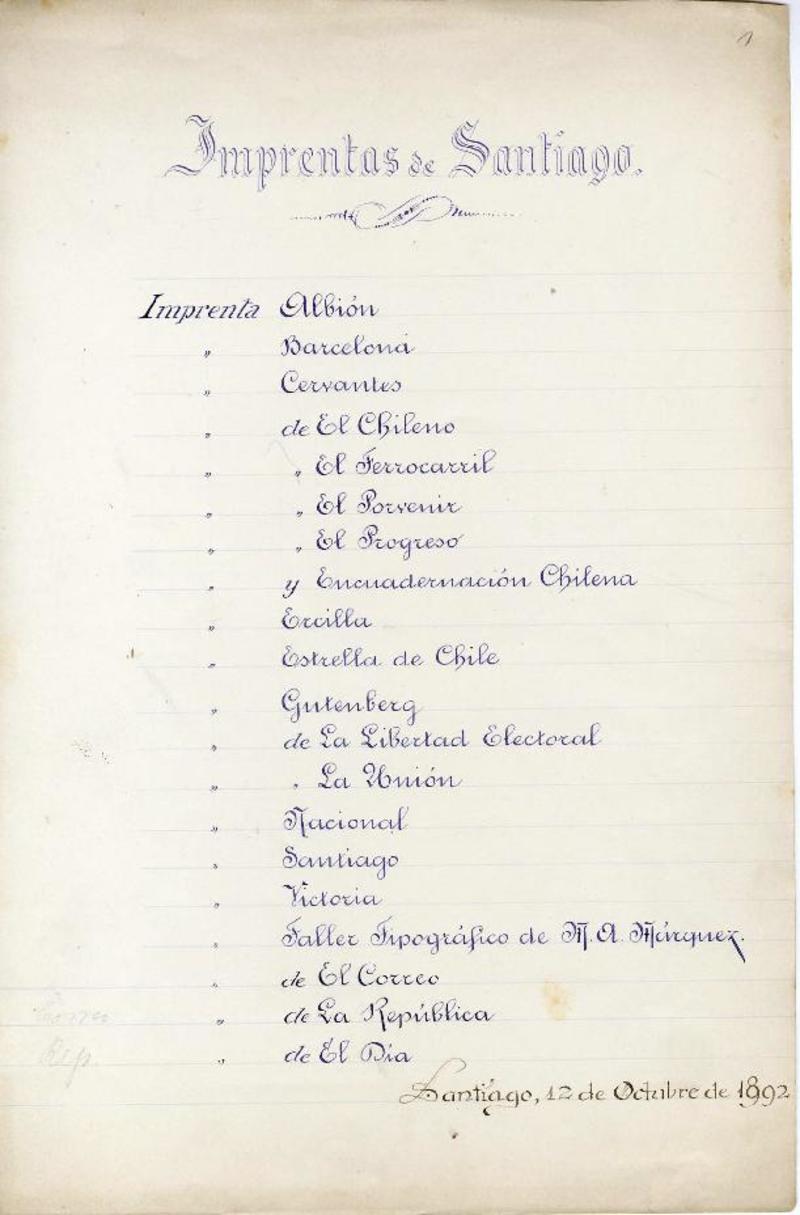 1
Imprentas de Santiago.
Imprenta Albión
" Barcelona
" Cervantes
" de El Chileno
" " El Ferrocarril
" " El Porvenir
" " El Progreso
" y Encuadernación Chilena
" Ercilla
" Estrella de Chile
" Gutenberg
" de La Libertad Electoral
" " La Unión
" Nacional
" Santiago
" Victoria
" Taller Tipográfico de M. A. Márquez.
" de El Correo
Correo " de La República
Rep. " de El Día
Santiago, 12 de Octubre de 1892